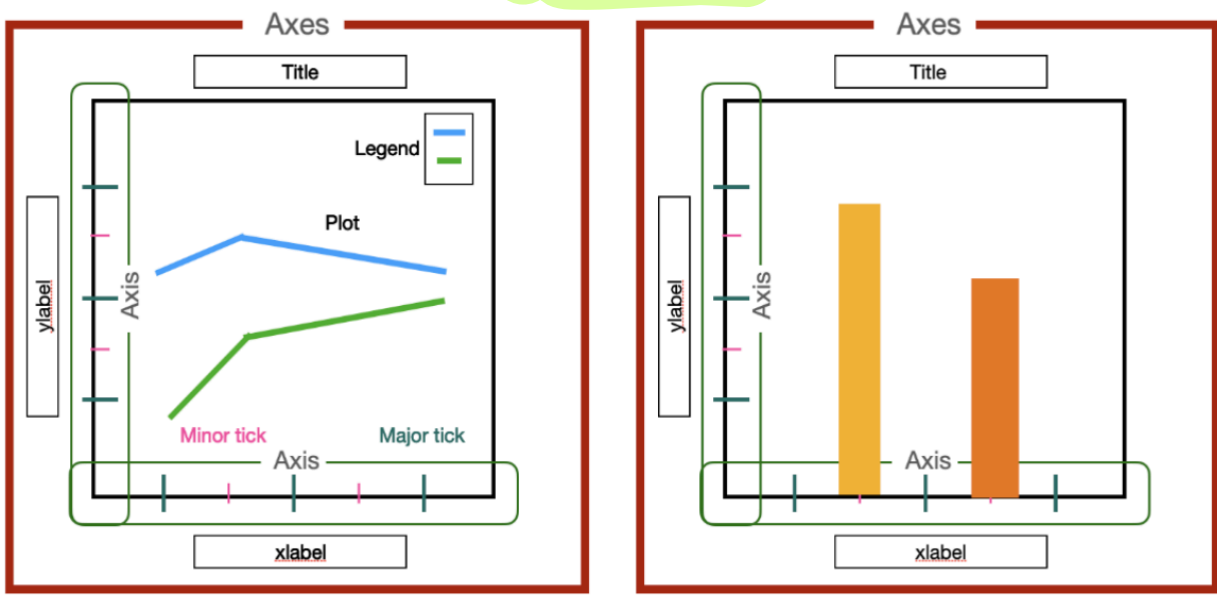 Axes
Title
Legend
Plot
ylabel
Axis
Minor tick
Major tick
Axis
xlabel
Axes
Title
ylabel
Axis
Axis
xlabel